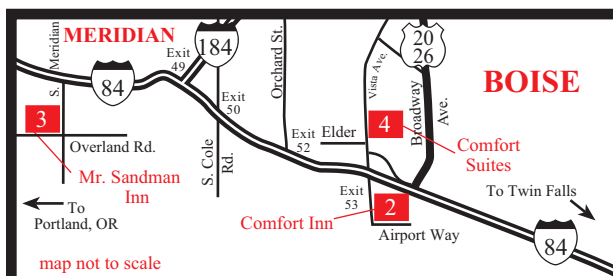 MERIDIAN
S. Meridian
84
Exit
49
184
Orchard St.
Vista Ave.
20
26
Broadway
Ave.
BOISE
3
Overland Rd.
Mr. Sandman
Inn
Exit
50
S. Cole
Rd.
Exit
52
Elder
4
Comfort
Suites
To
Portland, OR
Comfort Inn
Exit
53
2
Airport Way
To Twin Falls
84
map not to scale